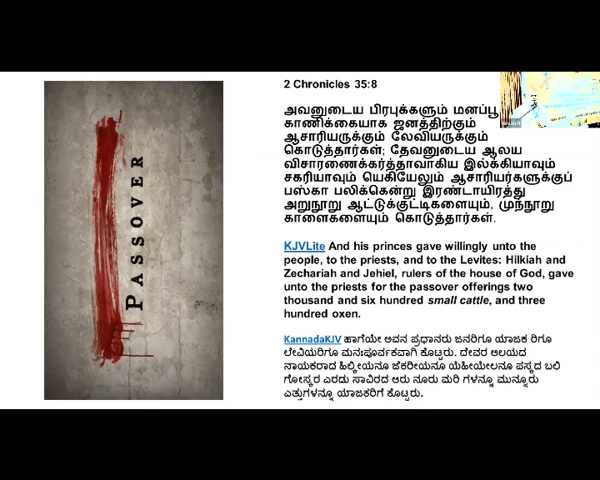 PASSOVER
2 Chronicles 35:8
அவனுடைய பிரபுக்களும் மனப்பூ
காணிக்கையாக ஜனத்திற்கும்
ஆசாரியருக்கும் லேவியருக்கும்
கொடுத்தார்கள்; தேவனுடைய ஆலய
விசாரணைக்கர்த்தாவாகிய இல்க்கியாவும்
சகரியாவும் யெகியேலும் ஆசாரியர்களுக்குப்
பஸ்கா பலிக்கென்று இரண்டாயிரத்து
அறுநூறு ஆட்டுக்குட்டிகளையும், முந்நூறு
காளைகளையும் கொடுத்தார்கள்.
KJVLite And his princes gave willingly unto the
people, to the priests, and to the Levites: Hilkiah and
Zechariah and Jehiel, rulers of the house of God, gave
unto the priests for the passover offerings two
thousand and six hundred small cattle, and three
hundred oxen.
KannadaKJV ಹಾಗೆಯೇ ಅವನ ಪ್ರಧಾನರು ಜನರಿಗೂ ಯಾಜಕ ರಿಗೂ
ಲೇವಿಯರಿಗೂ ಮನಃಪೂರ್ವಕವಾಗಿ ಕೊಟ್ಟರು. ದೇವರ ಆಲಯದ
ನಾಯಕರಾದ ಹಿಲ್ಕೀಯನೂ ಜೆಕರೀಯನೂ ಯೆಹೀಯೇಲನೂ ಪಸ್ಕದ ಬಲಿ
ಗೋಸ್ಕರ ಎರಡು ಸಾವಿರದ ಆರು ನೂರು ಮರಿ ಗಳನ್ನೂ ಮುನ್ನೂರು
ಎತ್ತುಗಳನ್ನೂ ಯಾಜಕರಿಗೆ ಕೊಟ್ಟರು.